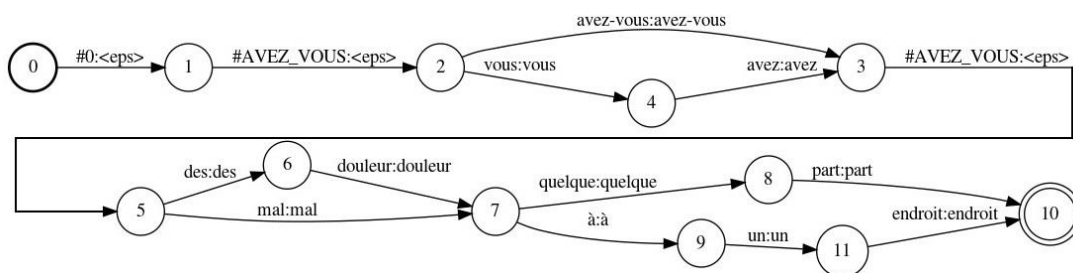 avez-vous:avez-vous
0 #0:<eps> 1 #AVEZ_VOUS:<eps> 2 vous:vous 4 avez:avez 3 #AVEZ_VOUS:<eps>
des:des 6 douleur:douleur quelque:quelque 8 part:part
5 mal:mal 7 à:à 9 un:un 11 endroit:endroit 10